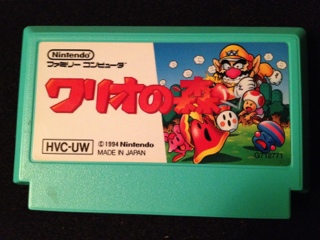 Nintendo
ファミリー コンピュータ
ワリオの森
HVC-UW
© 1994 Nintendo
MADE IN JAPAN